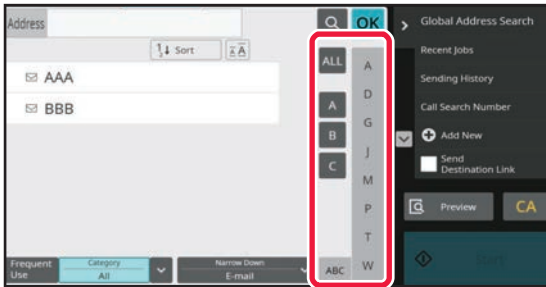 Address
OK
Sort
AAA
BBB
ALL
A
B
C
ABC
A
D
G
J
M
P
T
W
Frequent
Use
Category
All
Narrow Down
E-mail
Global Address Search
Recent Jobs
Sending History
Call Search Number
Add New
Send
Destination Link
Preview
CA